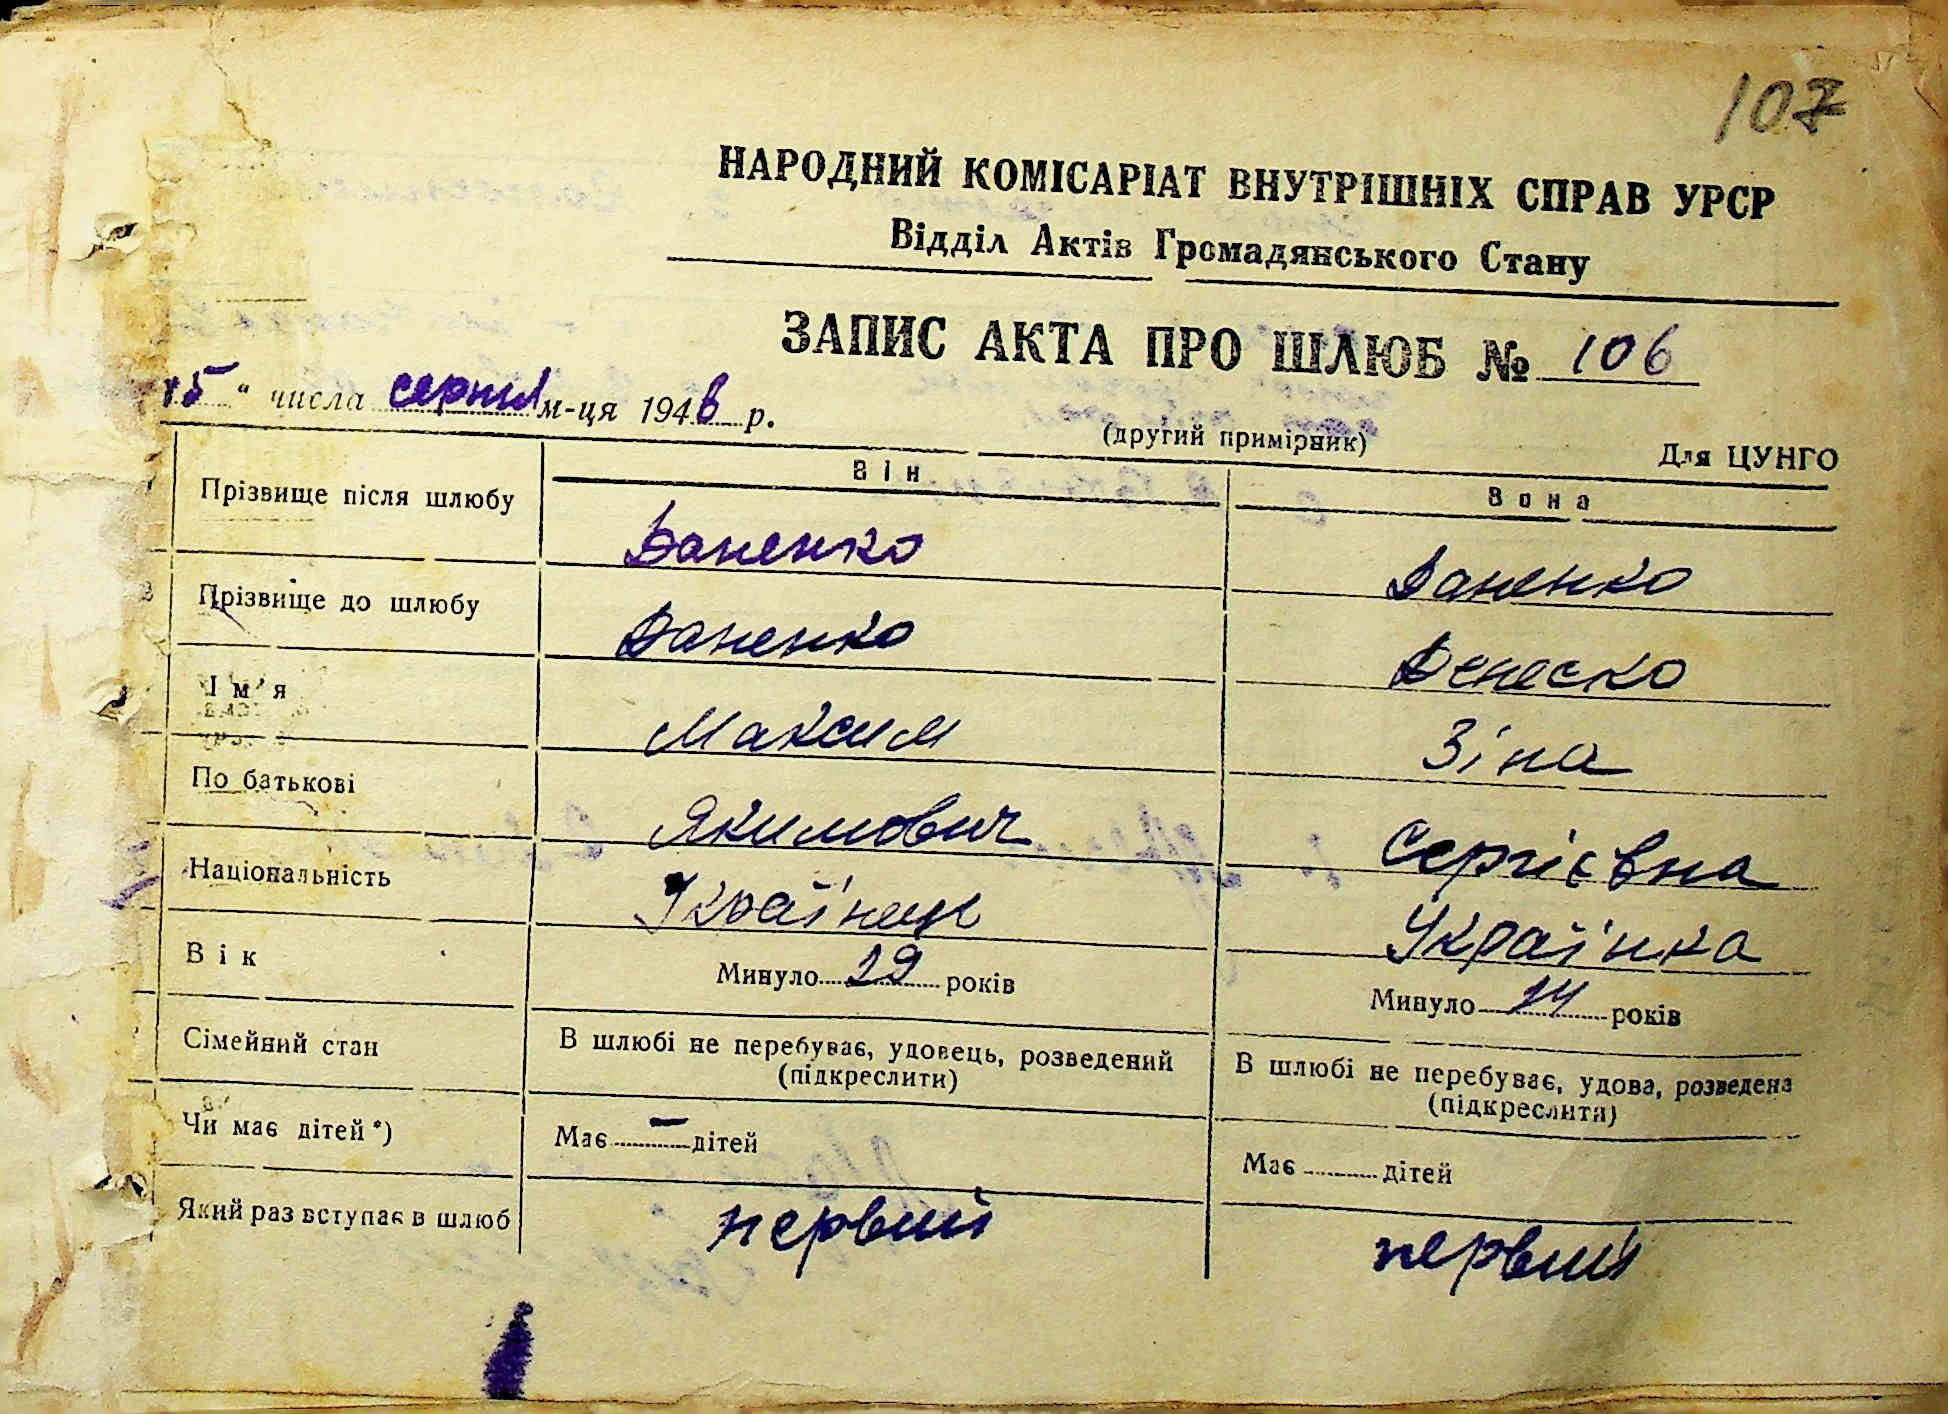 107
НАРОДНИЙ КОМІСАРІАТ ВНУТРІШНІХ СПРАВ УРСР
Відділ Актів Громадянського Стану
ЗАПИС АКТА ПРО ШЛЮБ № 106
15 " числа серпня м-ця 1946 р.
(другий примірник) Для ЦУНГО
Він Вона
Прізвище після шлюбу Даненко Даненко
Прізвище до шлюбу Даненко Денеско
Ім'я Максим Зіна
По батькові Якимович Сергієвна
Національність Українець Українка
Вік Минуло 29 років Минуло років
Сімейний стан В шлюбі не перебуває, удовець, розведений (підкреслити) В шлюбі не перебуває, удова, розведена (підкреслити)
Чи має дітей*) Має — дітей Має дітей
Який раз вступає в шлюб первий первий